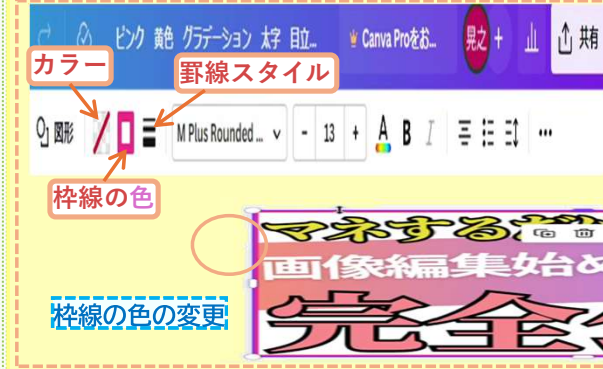 ピンク 黄色 グラデーション 太字 目立... Canva Proをお... 晃之 + 共有
カラー
罫線スタイル
図形 M Plus Rounded ... - 13 + A B I ...
枠線の色
マネするだ
画像編集始め
枠線の色の変更
完全